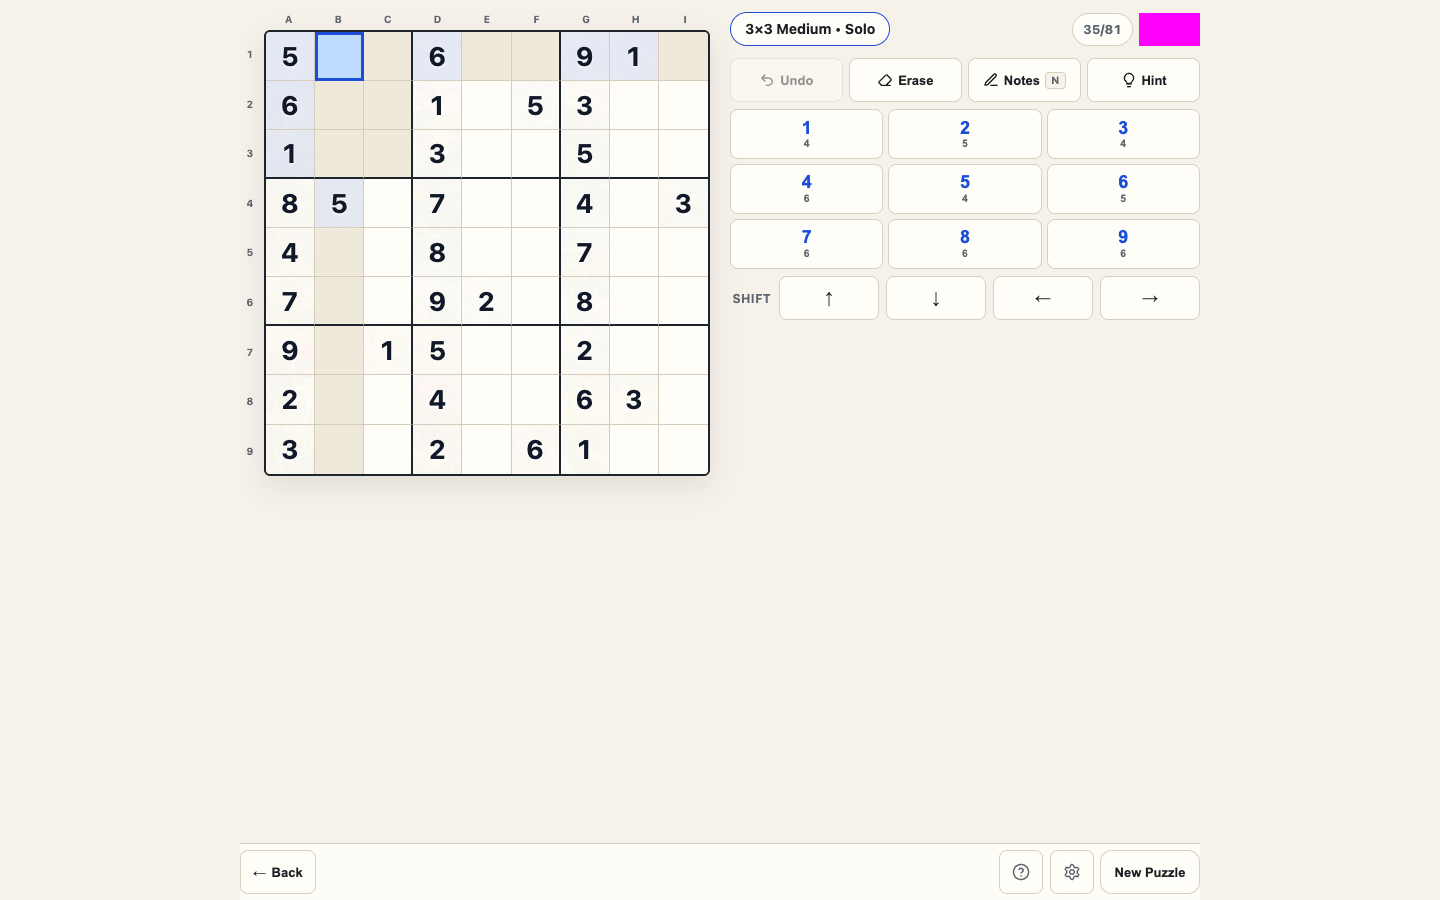 A B C D E F G H I
1 5 6 9 1
2 6 1 5 3
3 1 3 5
4 8 5 7 4 3
5 4 8 7
6 7 9 2 8
7 9 1 5 2
8 2 4 6 3
9 3 2 6 1
3×3 Medium • Solo
35/81
Undo Erase Notes N Hint
1 2 3
4 5 4
4 5 6
6 4 5
7 8 9
6 6 6
SHIFT ↑ ↓ ← →
← Back
New Puzzle